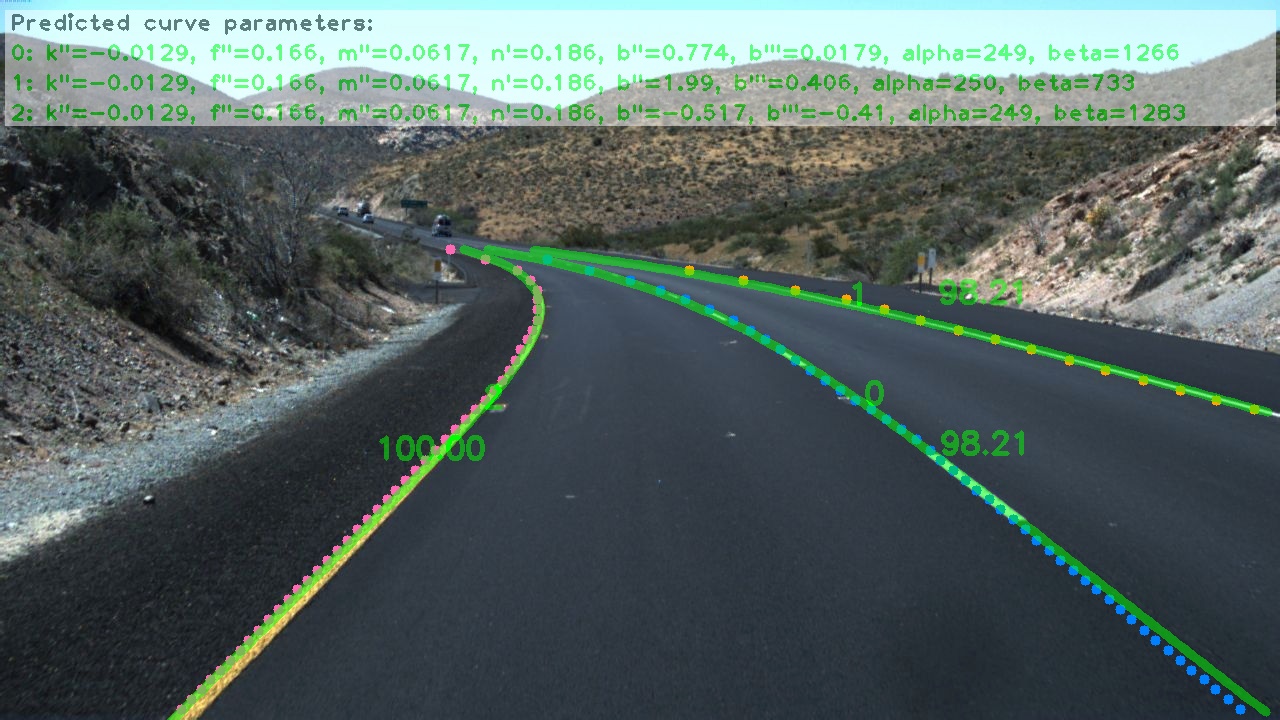 Predicted curve parameters:
0: k''=-0.0129, f''=0.166, m''=0.0617, n'=0.186, b''=0.774, b'''=0.0179, alpha=249, beta=1266
1: k''=-0.0129, f''=0.166, m''=0.0617, n'=0.186, b''=1.99, b'''=0.406, alpha=250, beta=733
2: k''=-0.0129, f''=0.166, m''=0.0617, n'=0.186, b''=-0.517, b'''=-0.41, alpha=249, beta=1283
1 98.21
0
2
100.00 98.21